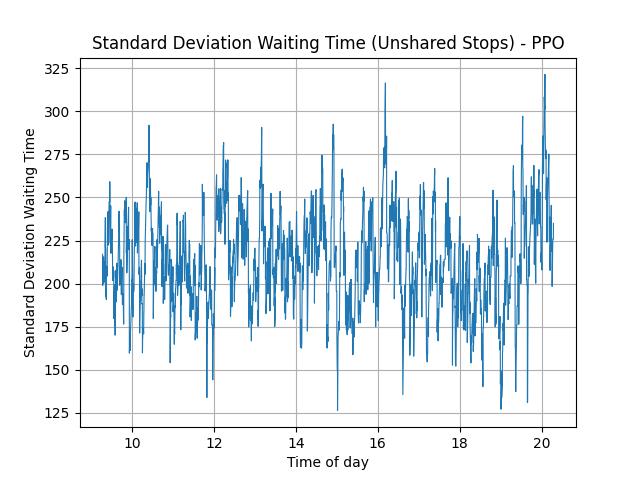 Standard Deviation Waiting Time (Unshared Stops) - PPO
Standard Deviation Waiting Time
325
300
275
250
225
200
175
150
125
10 12 14 16 18 20
Time of day